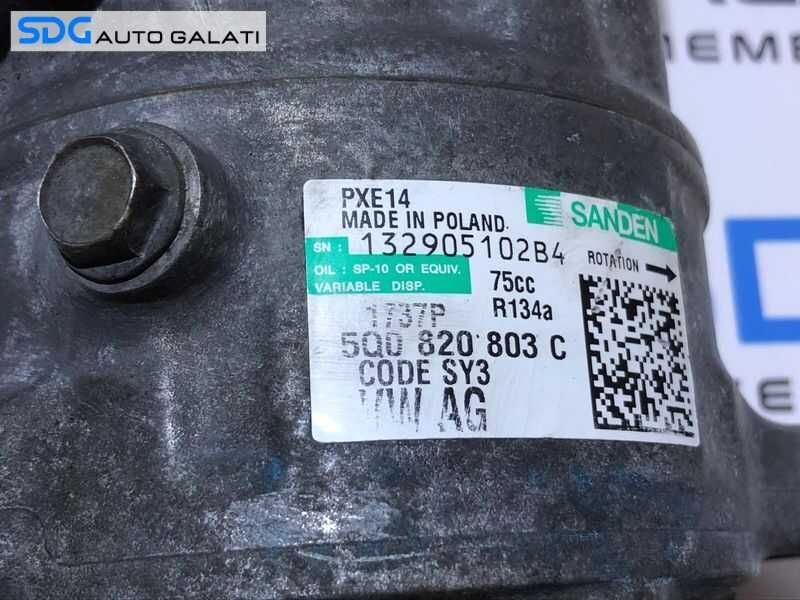 SDG AUTO GALATI
PXE14
MADE IN POLAND
SANDEN
SN : 132905102B4
ROTATION
OIL : SP-10 OR EQUIV.
VARIABLE DISP.
75cc
R134a
1737P
5Q0 820 803 C
CODE SY3
VW AG